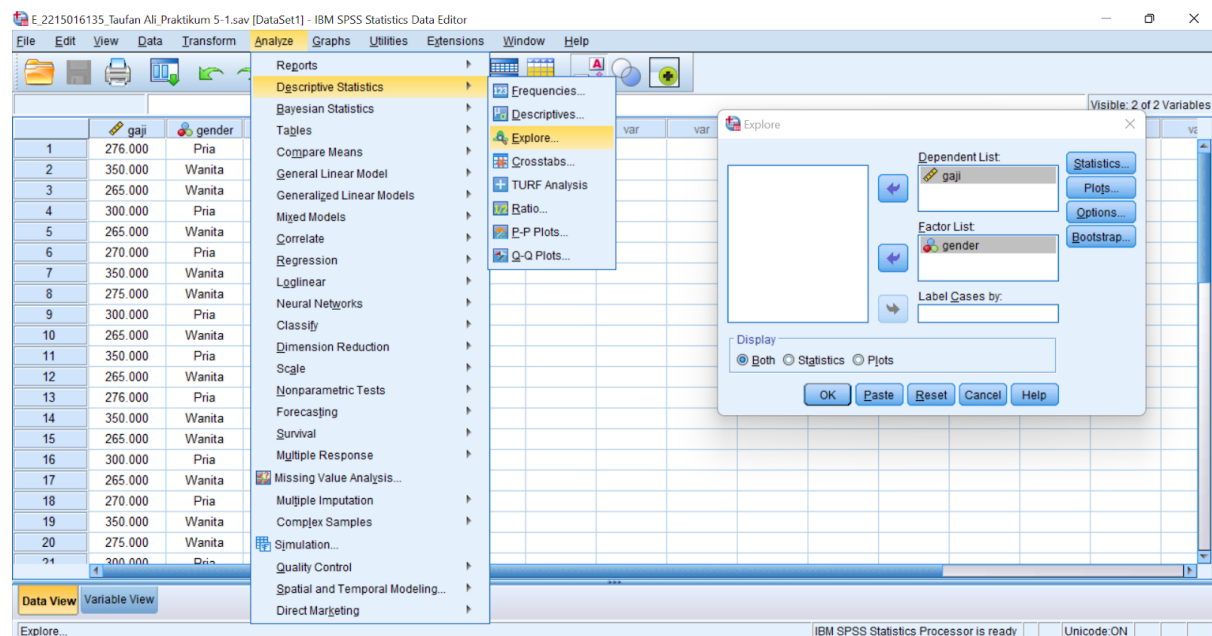 E_2215016135_Taufan Ali_Praktikum 5-1.sav [DataSet1] - IBM SPSS Statistics Data Editor
File Edit View Data Transform Analyze Graphs Utilities Extensions Window Help
Visible: 2 of 2 Variables
gaji gender var var va
1 276.000 Pria
2 350.000 Wanita
3 265.000 Wanita
4 300.000 Pria
5 265.000 Wanita
6 270.000 Pria
7 350.000 Wanita
8 275.000 Wanita
9 300.000 Pria
10 265.000 Wanita
11 350.000 Pria
12 265.000 Wanita
13 276.000 Pria
14 350.000 Wanita
15 265.000 Wanita
16 300.000 Pria
17 265.000 Wanita
18 270.000 Pria
19 350.000 Wanita
20 275.000 Wanita
21 300.000 Pria
Reports
Descriptive Statistics
Bayesian Statistics
Tables
Compare Means
General Linear Model
Generalized Linear Models
Mixed Models
Correlate
Regression
Loglinear
Neural Networks
Classify
Dimension Reduction
Scale
Nonparametric Tests
Forecasting
Survival
Multiple Response
Missing Value Analysis...
Multiple Imputation
Complex Samples
Simulation...
Quality Control
Spatial and Temporal Modeling...
Direct Marketing
Frequencies...
Descriptives...
Explore...
Crosstabs...
TURF Analysis
Ratio...
P-P Plots...
Q-Q Plots...
Explore
Dependent List:
gaji
Factor List:
gender
Label Cases by:
Statistics...
Plots...
Options...
Bootstrap...
Display
Both Statistics Plots
OK Paste Reset Cancel Help
Data View Variable View
Explore... IBM SPSS Statistics Processor is ready Unicode:ON